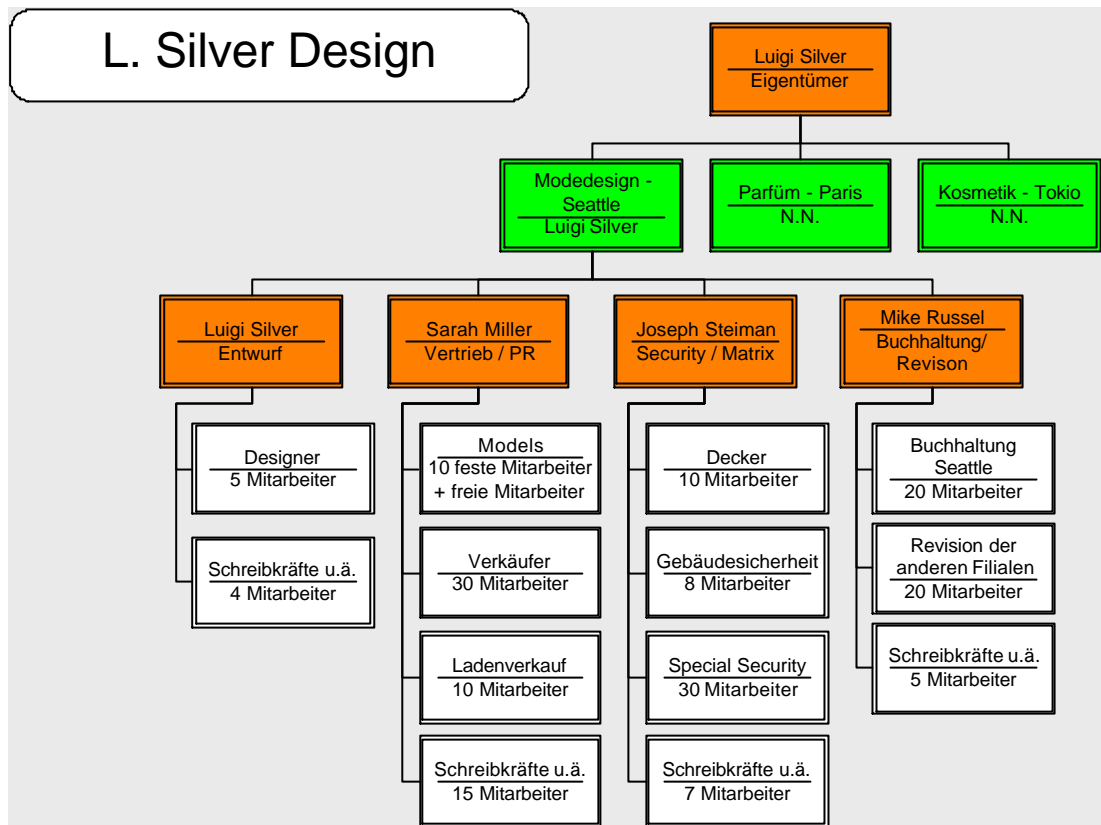 L. Silver Design
Luigi Silver
Eigentümer
Modedesign -
Seattle
Luigi Silver
Parfüm - Paris
N.N.
Kosmetik - Tokio
N.N.
Luigi Silver
Entwurf
Sarah Miller
Vertrieb / PR
Joseph Steiman
Security / Matrix
Mike Russel
Buchhaltung/
Revison
Designer
5 Mitarbeiter
Schreibkräfte u.ä.
4 Mitarbeiter
Models
10 feste Mitarbeiter
+ freie Mitarbeiter
Verkäufer
30 Mitarbeiter
Ladenverkauf
10 Mitarbeiter
Schreibkräfte u.ä.
15 Mitarbeiter
Decker
10 Mitarbeiter
Gebäudesicherheit
8 Mitarbeiter
Special Security
30 Mitarbeiter
Schreibkräfte u.ä.
7 Mitarbeiter
Buchhaltung
Seattle
20 Mitarbeiter
Revision der
anderen Filialen
20 Mitarbeiter
Schreibkräfte u.ä.
5 Mitarbeiter